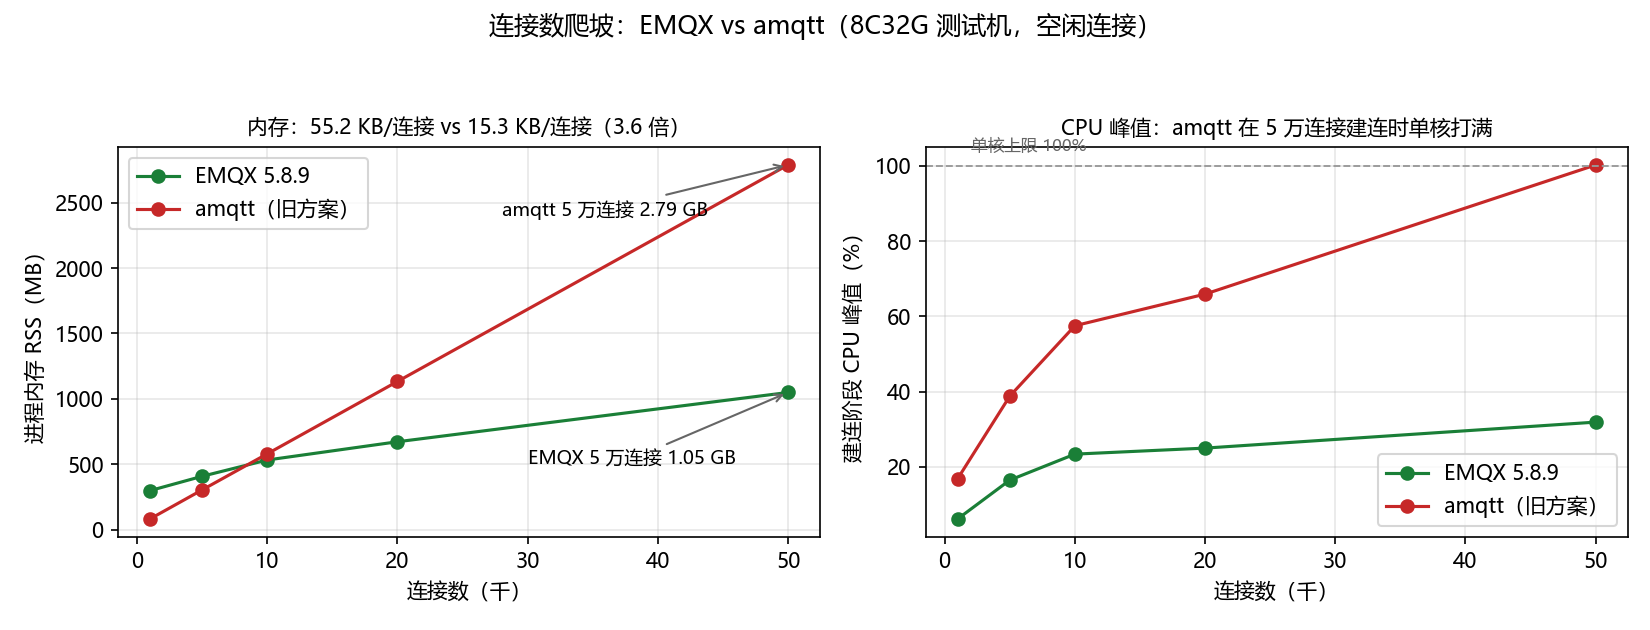 连接数爬坡：EMQX vs amqtt（8C32G 测试机，空闲连接）
内存：55.2 KB/连接 vs 15.3 KB/连接（3.6 倍）
进程内存 RSS（MB）
2500
2000
1500
1000
500
0
EMQX 5.8.9
amqtt（旧方案）
amqtt 5 万连接 2.79 GB
EMQX 5 万连接 1.05 GB
0 10 20 30 40 50
连接数（千）
CPU 峰值：amqtt 在 5 万连接建连时单核打满
单核上限 100%
建连阶段 CPU 峰值（%）
100
80
60
40
20
EMQX 5.8.9
amqtt（旧方案）
0 10 20 30 40 50
连接数（千）